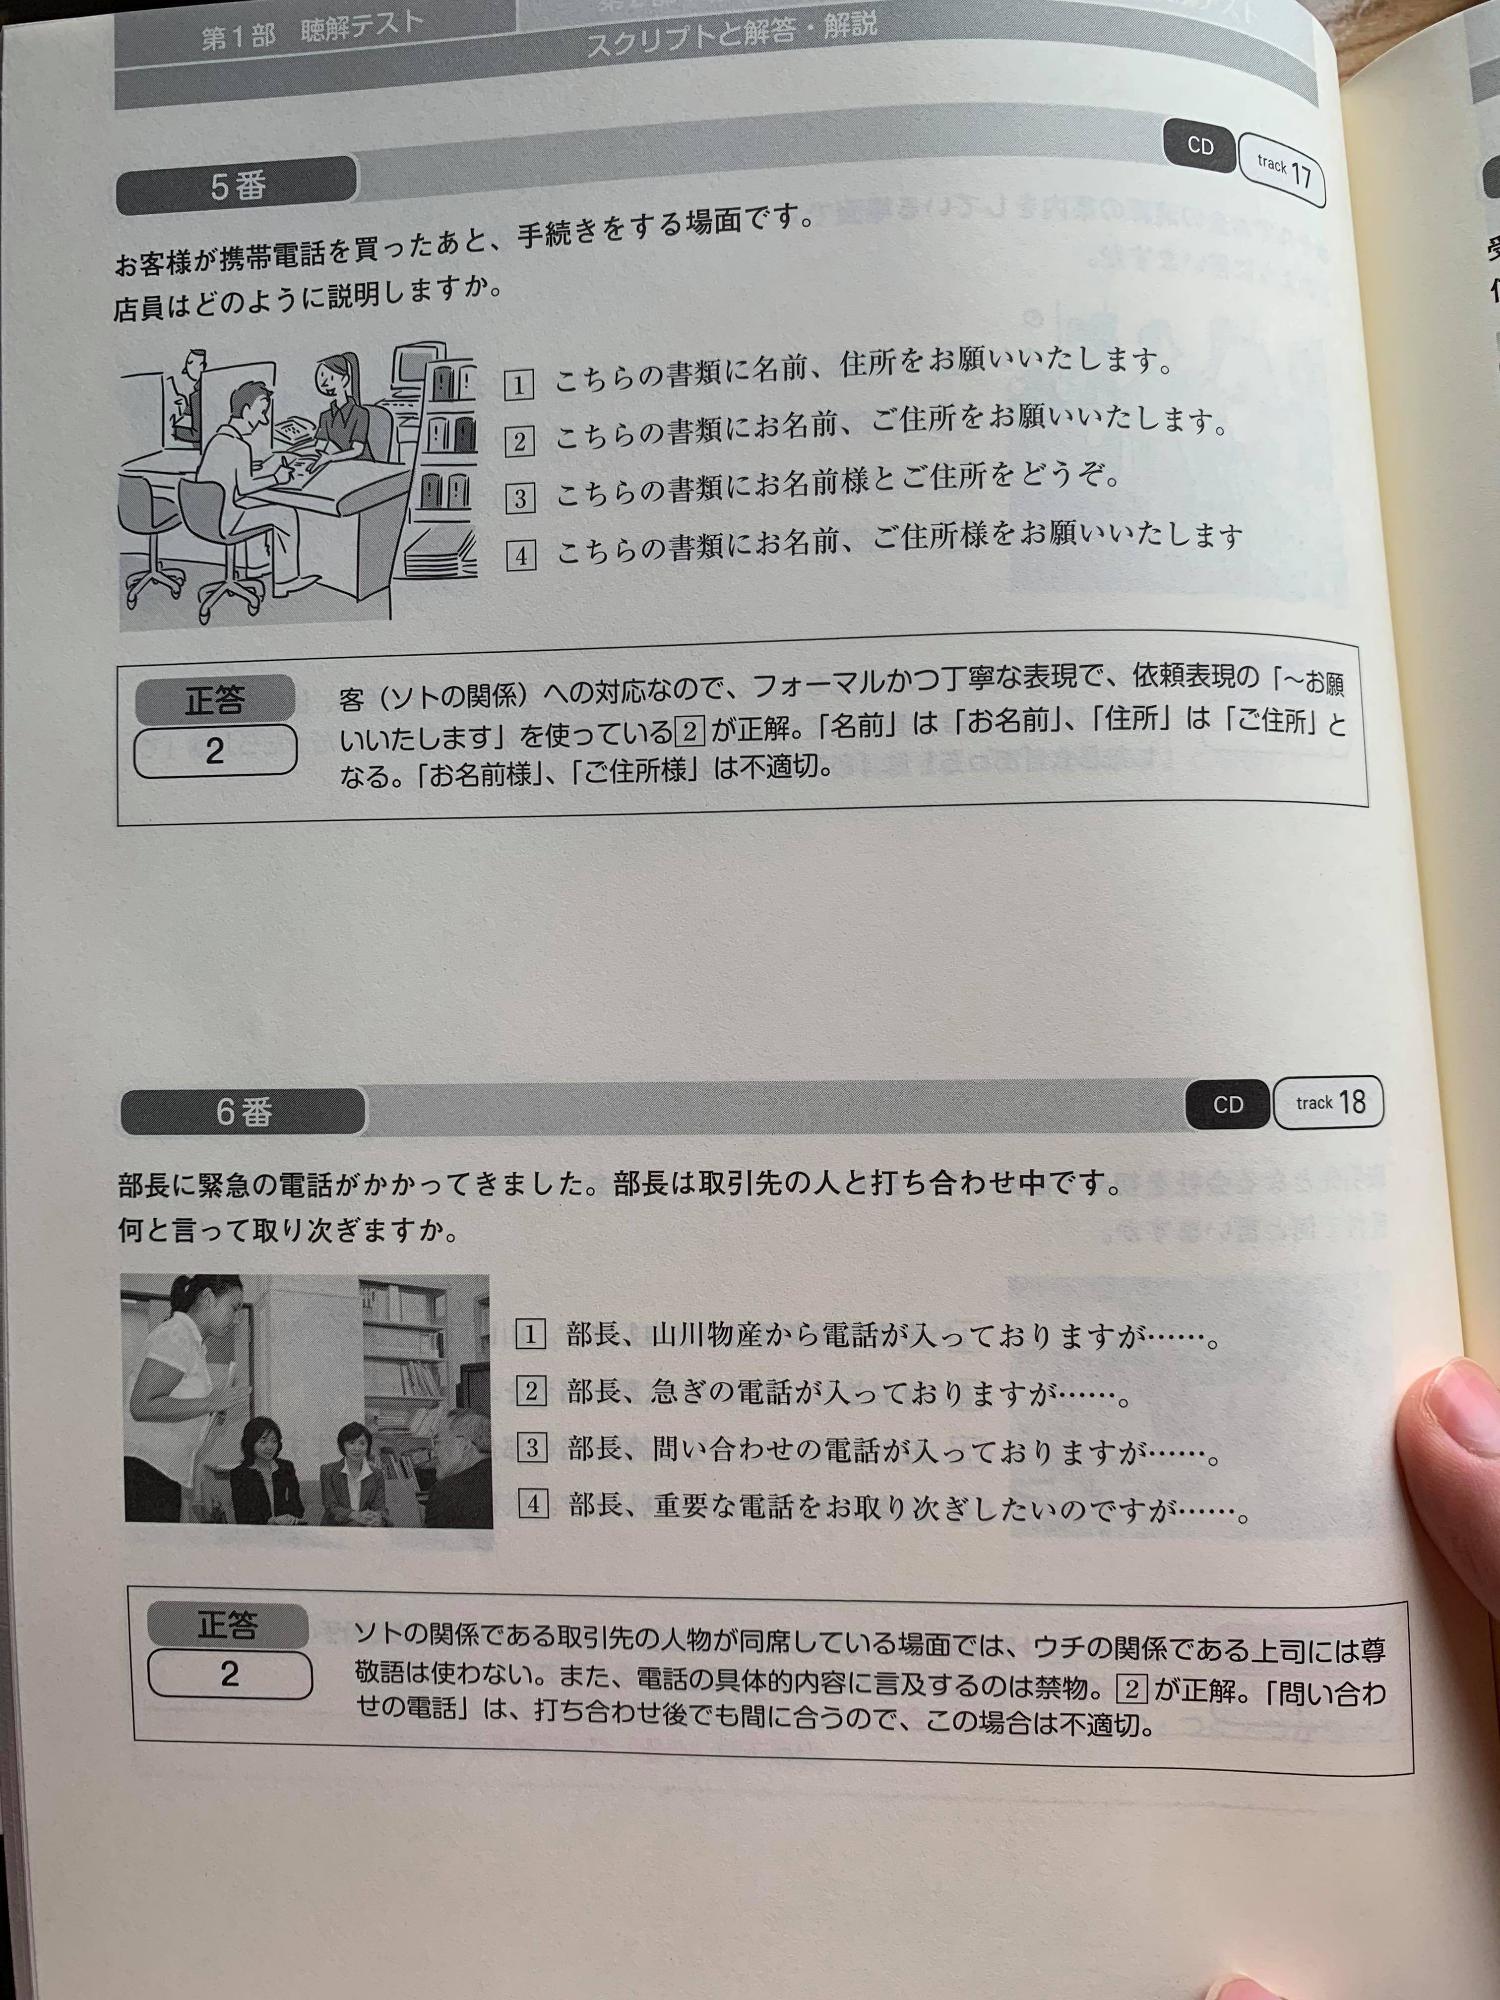 第1部 聴解テスト
スクリプトと解答・解説
5番
CD
track 17
お客様が携帯電話を買ったあと、手続きをする場面です。
店員はどのように説明しますか。
1 こちらの書類に名前、住所をお願いいたします。
2 こちらの書類にお名前、ご住所をお願いいたします。
3 こちらの書類にお名前様とご住所をどうぞ。
4 こちらの書類にお名前、ご住所様をお願いいたします
正答
2
客（ソトの関係）への対応なので、フォーマルかつ丁寧な表現で、依頼表現の「～お願
いいたします」を使っている2が正解。「名前」は「お名前」、「住所」は「ご住所」と
なる。「お名前様」、「ご住所様」は不適切。
6番
CD
track 18
部長に緊急の電話がかかってきました。部長は取引先の人と打ち合わせ中です。
何と言って取り次ぎますか。
1 部長、山川物産から電話が入っておりますが……。
2 部長、急ぎの電話が入っておりますが……。
3 部長、問い合わせの電話が入っておりますが……。
4 部長、重要な電話をお取り次ぎしたいのですが……。
正答
2
ソトの関係である取引先の人物が同席している場面では、ウチの関係である上司には尊
敬語は使わない。また、電話の具体的内容に言及するのは禁物。2が正解。「問い合わ
せの電話」は、打ち合わせ後でも間に合うので、この場合は不適切。